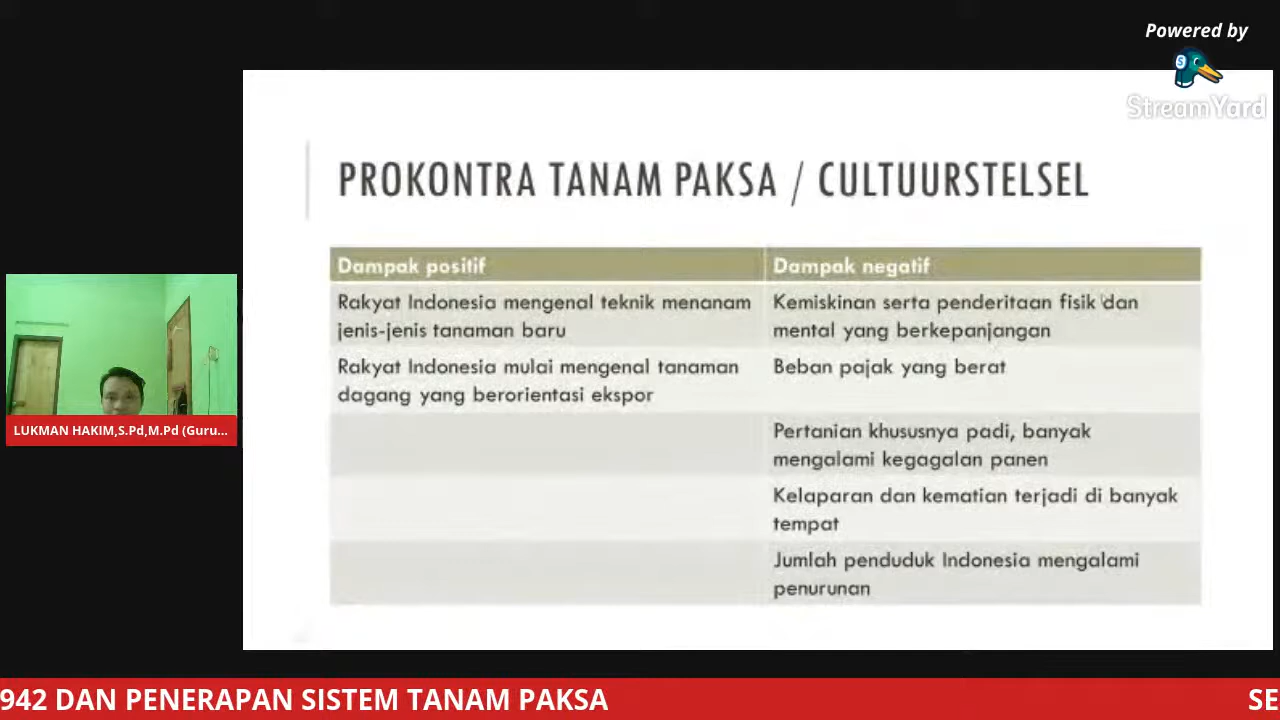 Powered by
StreamYard
PROKONTRA TANAM PAKSA / CULTUURSTELSEL
Dampak positif
Dampak negatif
Rakyat Indonesia mengenal teknik menanam
jenis-jenis tanaman baru
Kemiskinan serta penderitaan fisik dan
mental yang berkepanjangan
Rakyat Indonesia mulai mengenal tanaman
dagang yang berorientasi ekspor
Beban pajak yang berat
Pertanian khususnya padi, banyak
mengalami kegagalan panen
Kelaparan dan kematian terjadi di banyak
tempat
Jumlah penduduk Indonesia mengalami
penurunan
LUKMAN HAKIM,S.Pd,M.Pd (Guru...
942 DAN PENERAPAN SISTEM TANAM PAKSA
SE